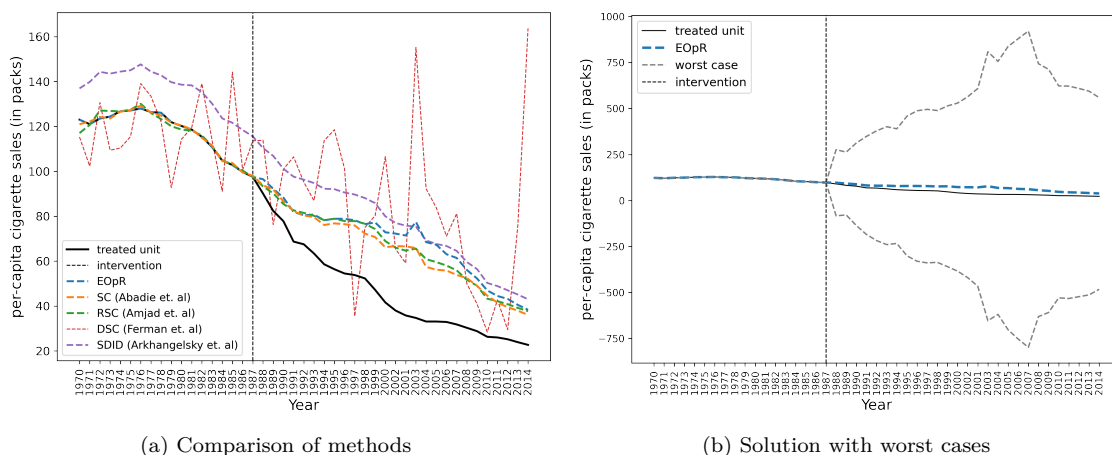 per-capita cigarette sales (in packs)
160
140
120
100
80
60
40
20
treated unit
intervention
EOpR
SC (Abadie et. al)
RSC (Amjad et. al)
DSC (Ferman et. al)
SDID (Arkhangelsky et. al)
1970 1971 1972 1973 1974 1975 1976 1977 1978 1979 1980 1981 1982 1983 1984 1985 1986 1987 1988 1989 1990 1991 1992 1993 1994 1995 1996 1997 1998 1999 2000 2001 2002 2003 2004 2005 2006 2007 2008 2009 2010 2011 2012 2013 2014
Year
(a) Comparison of methods
per-capita cigarette sales (in packs)
1000
750
500
250
0
−250
−500
−750
treated unit
EOpR
worst case
intervention
1970 1971 1972 1973 1974 1975 1976 1977 1978 1979 1980 1981 1982 1983 1984 1985 1986 1987 1988 1989 1990 1991 1992 1993 1994 1995 1996 1997 1998 1999 2000 2001 2002 2003 2004 2005 2006 2007 2008 2009 2010 2011 2012 2013 2014
Year
(b) Solution with worst cases